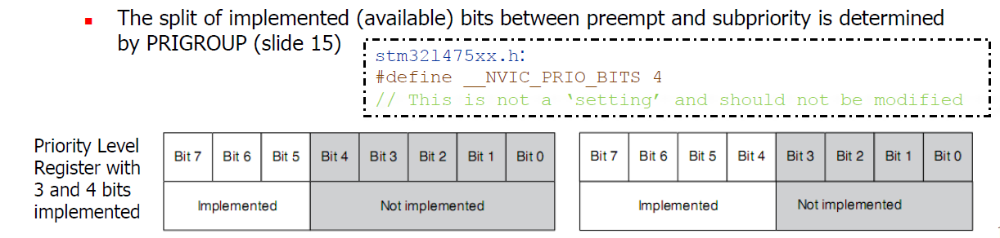 The split of implemented (available) bits between preempt and subpriority is determined
by PRIGROUP (slide 15)
stm32l475xx.h:
#define __NVIC_PRIO_BITS 4
// This is not a ‘setting’ and should not be modified
Priority Level
Register with
3 and 4 bits
implemented
Bit 7 Bit 6 Bit 5 Bit 4 Bit 3 Bit 2 Bit 1 Bit 0
Implemented Not implemented
Bit 7 Bit 6 Bit 5 Bit 4 Bit 3 Bit 2 Bit 1 Bit 0
Implemented Not implemented